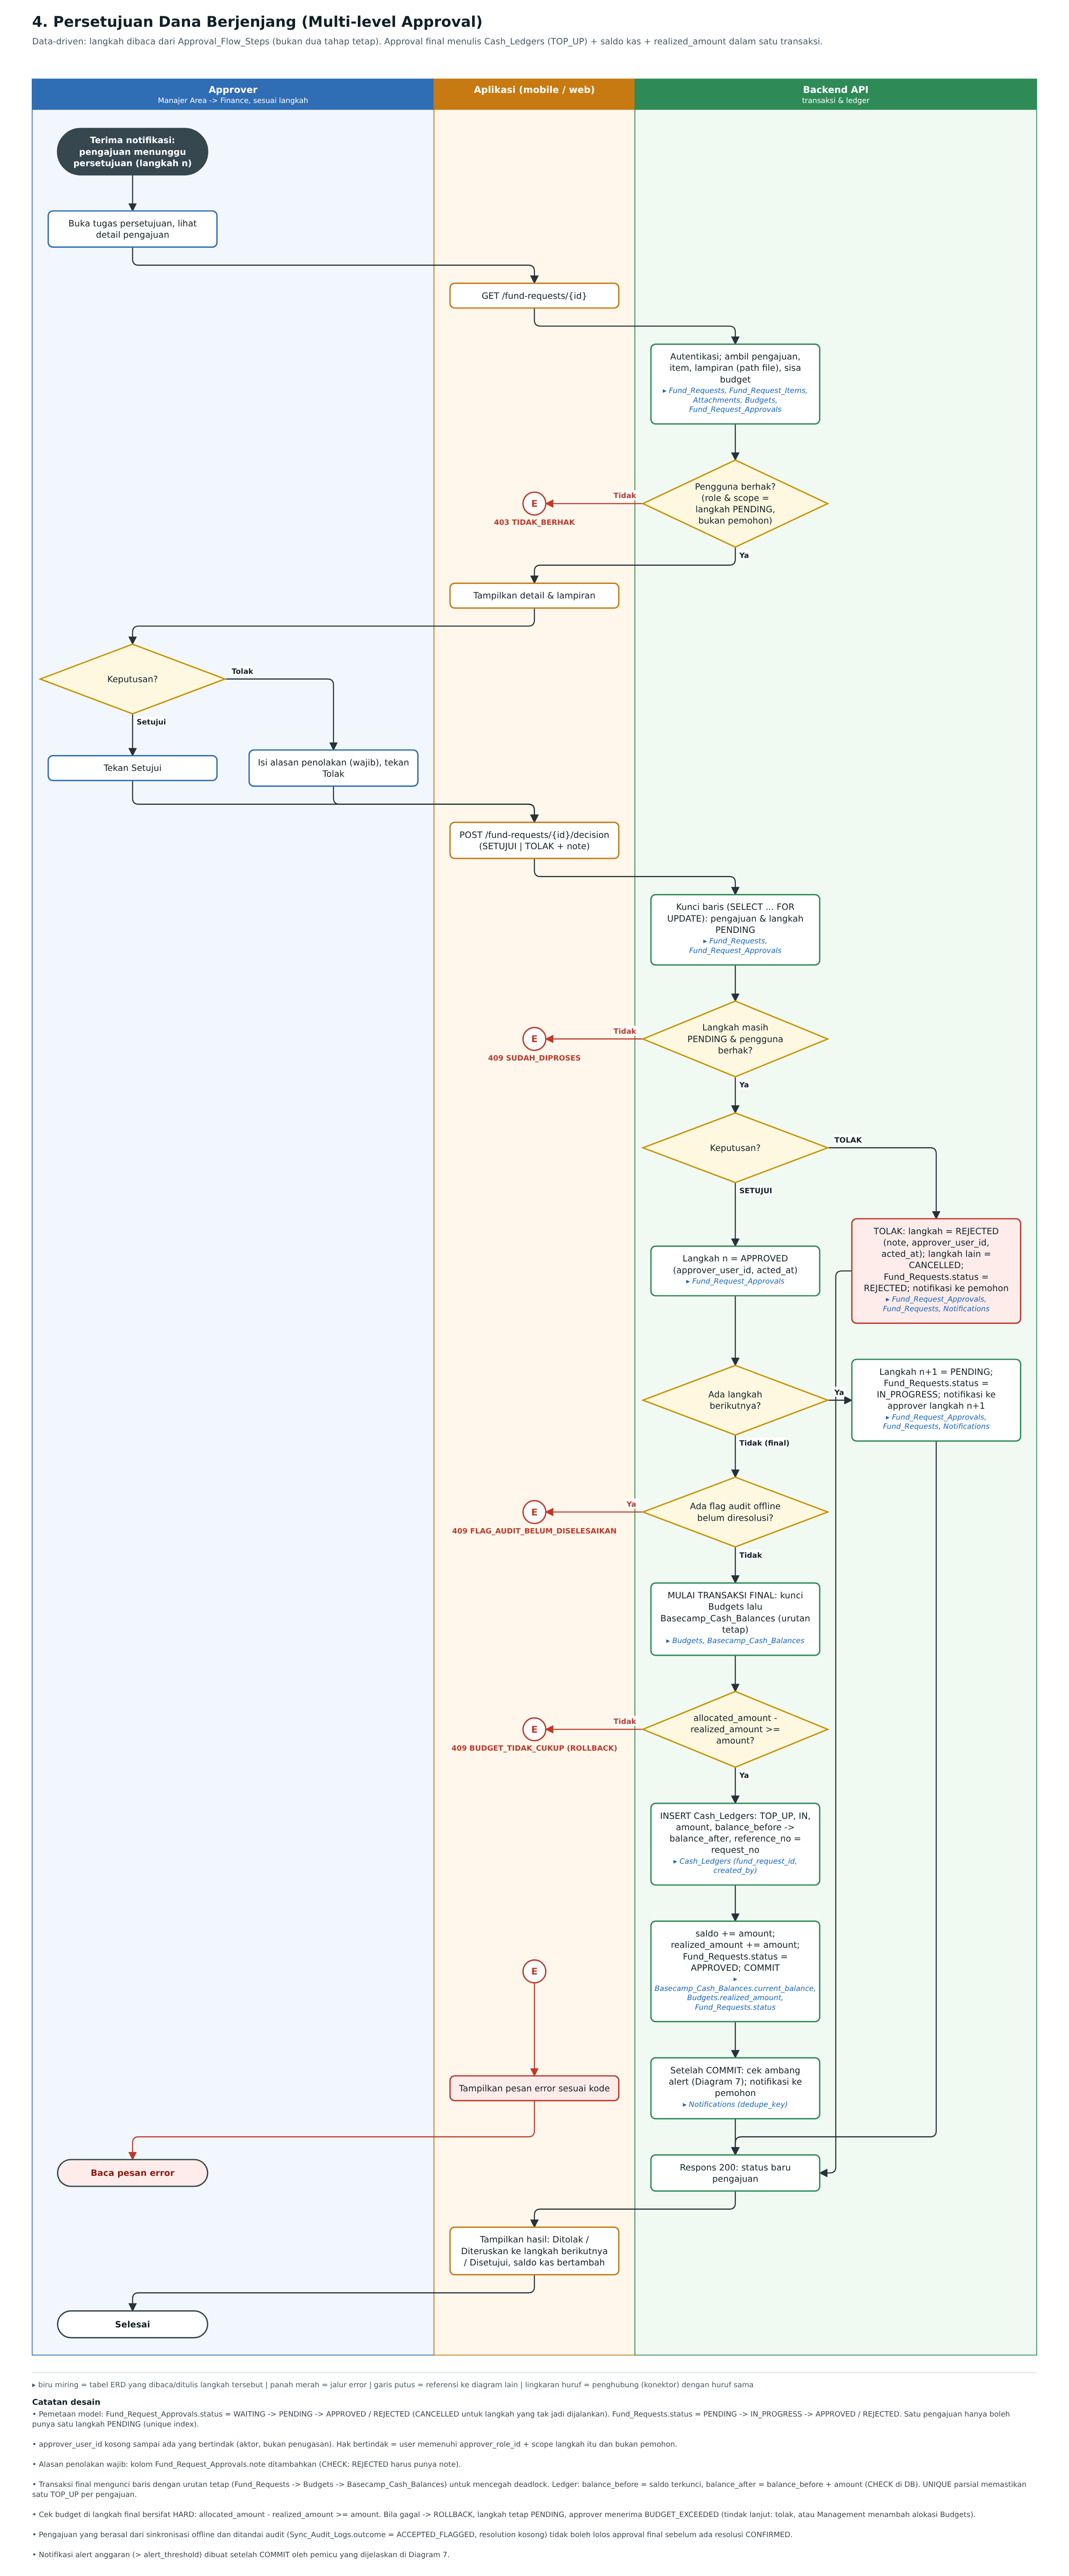 4. Persetujuan Dana Berjenjang (Multi-level Approval)
Data-driven: langkah dibaca dari Approval_Flow_Steps (bukan dua tahap tetap). Approval final menulis Cash_Ledgers (TOP_UP) + saldo kas + realized_amount dalam satu transaksi.
Approver
Manajer Area -> Finance, sesuai langkah
Aplikasi (mobile / web)
Backend API
transaksi & ledger
Terima notifikasi:
pengajuan menunggu
persetujuan (langkah n)
Buka tugas persetujuan, lihat
detail pengajuan
GET /fund-requests/{id}
Autentikasi; ambil pengajuan,
item, lampiran (path file), sisa
budget
▸ Fund_Requests, Fund_Request_Items,
Attachments, Budgets,
Fund_Request_Approvals
Pengguna berhak?
(role & scope =
langkah PENDING,
bukan pemohon)
Tidak
E
403 TIDAK_BERHAK
Ya
Tampilkan detail & lampiran
Keputusan?
Tolak
Setujui
Tekan Setujui
Isi alasan penolakan (wajib), tekan
Tolak
POST /fund-requests/{id}/decision
(SETUJUI | TOLAK + note)
Kunci baris (SELECT ... FOR
UPDATE): pengajuan & langkah
PENDING
▸ Fund_Requests,
Fund_Request_Approvals
Langkah masih
PENDING & pengguna
berhak?
Tidak
E
409 SUDAH_DIPROSES
Ya
Keputusan?
TOLAK
SETUJUI
TOLAK: langkah = REJECTED
(note, approver_user_id,
acted_at); langkah lain =
CANCELLED;
Fund_Requests.status =
REJECTED; notifikasi ke pemohon
▸ Fund_Request_Approvals,
Fund_Requests, Notifications
Langkah n = APPROVED
(approver_user_id, acted_at)
▸ Fund_Request_Approvals
Ada langkah
berikutnya?
Ya
Langkah n+1 = PENDING;
Fund_Requests.status =
IN_PROGRESS; notifikasi ke
approver langkah n+1
▸ Fund_Request_Approvals,
Fund_Requests, Notifications
Tidak (final)
Ada flag audit offline
belum diresolusi?
Ya
E
409 FLAG_AUDIT_BELUM_DISELESAIKAN
Tidak
MULAI TRANSAKSI FINAL: kunci
Budgets lalu
Basecamp_Cash_Balances (urutan
tetap)
▸ Budgets, Basecamp_Cash_Balances
allocated_amount -
realized_amount >=
amount?
Tidak
E
409 BUDGET_TIDAK_CUKUP (ROLLBACK)
Ya
INSERT Cash_Ledgers: TOP_UP, IN,
amount, balance_before ->
balance_after, reference_no =
request_no
▸ Cash_Ledgers (fund_request_id,
created_by)
saldo += amount;
realized_amount += amount;
Fund_Requests.status =
APPROVED; COMMIT
▸
Basecamp_Cash_Balances.current_balance,
Budgets.realized_amount,
Fund_Requests.status
E
Setelah COMMIT: cek ambang
alert (Diagram 7); notifikasi ke
pemohon
▸ Notifications (dedupe_key)
Tampilkan pesan error sesuai kode
Baca pesan error
Respons 200: status baru
pengajuan
Tampilkan hasil: Ditolak /
Diteruskan ke langkah berikutnya
/ Disetujui, saldo kas bertambah
Selesai
▸ biru miring = tabel ERD yang dibaca/ditulis langkah tersebut | panah merah = jalur error | garis putus = referensi ke diagram lain | lingkaran huruf = penghubung (konektor) dengan huruf sama
Catatan desain
• Pemetaan model: Fund_Request_Approvals.status = WAITING -> PENDING -> APPROVED / REJECTED (CANCELLED untuk langkah yang tak jadi dijalankan). Fund_Requests.status = PENDING -> IN_PROGRESS -> APPROVED / REJECTED. Satu pengajuan hanya boleh
punya satu langkah PENDING (unique index).
• approver_user_id kosong sampai ada yang bertindak (aktor, bukan penugasan). Hak bertindak = user memenuhi approver_role_id + scope langkah itu dan bukan pemohon.
• Alasan penolakan wajib: kolom Fund_Request_Approvals.note ditambahkan (CHECK: REJECTED harus punya note).
• Transaksi final mengunci baris dengan urutan tetap (Fund_Requests -> Budgets -> Basecamp_Cash_Balances) untuk mencegah deadlock. Ledger: balance_before = saldo terkunci, balance_after = balance_before + amount (CHECK di DB). UNIQUE parsial memastikan
satu TOP_UP per pengajuan.
• Cek budget di langkah final bersifat HARD: allocated_amount - realized_amount >= amount. Bila gagal -> ROLLBACK, langkah tetap PENDING, approver menerima BUDGET_EXCEEDED (tindak lanjut: tolak, atau Management menambah alokasi Budgets).
• Pengajuan yang berasal dari sinkronisasi offline dan ditandai audit (Sync_Audit_Logs.outcome = ACCEPTED_FLAGGED, resolution kosong) tidak boleh lolos approval final sebelum ada resolusi CONFIRMED.
• Notifikasi alert anggaran (> alert_threshold) dibuat setelah COMMIT oleh pemicu yang dijelaskan di Diagram 7.